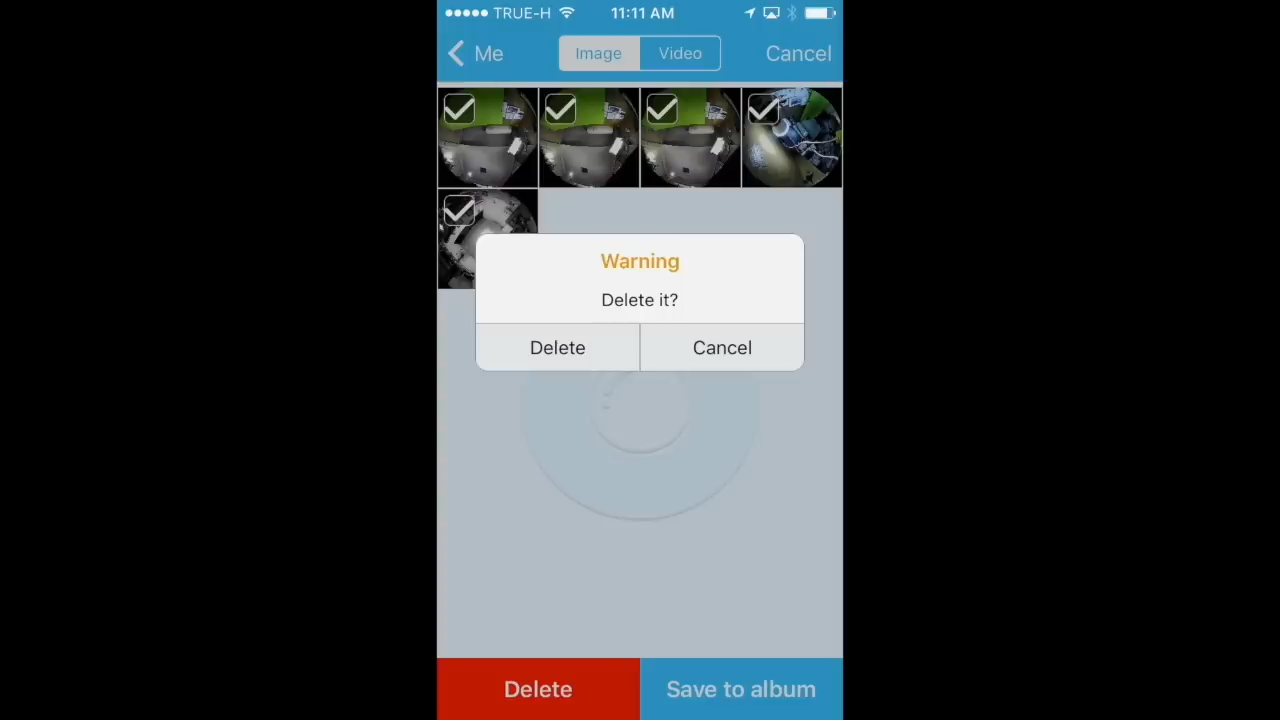 TRUE-H 11:11 AM
Me Image Video Cancel
Warning
Delete it?
Delete Cancel
Delete Save to album